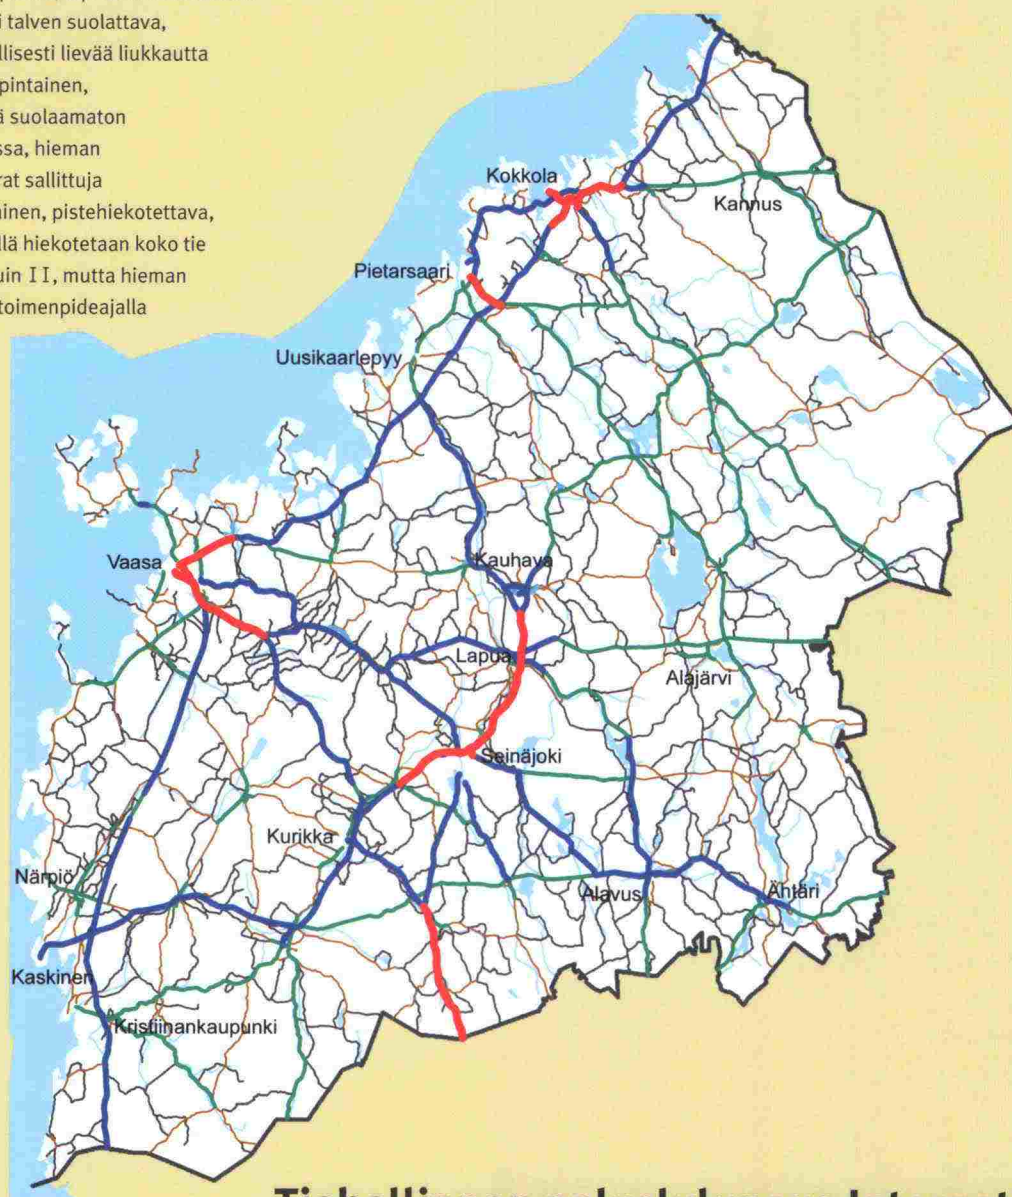 i talven suolattava,
llisesti lievää liukkautta
pintainen,
ä suolaamaton
ssa, hieman
rat sallittuja
ainen, pistehiekotettava,
llä hiekotetaan koko tie
uin II, mutta hieman
toimenpideajalla
Kokkola
Kannus
Pietarsaari
Uusikaarlepyy
Vaasa
Kauhava
Lapua
Alajärvi
Seinäjoki
Kurikka
Närpiö
Alavus
Ähtäri
Kaskinen
Kristiinankaupunki